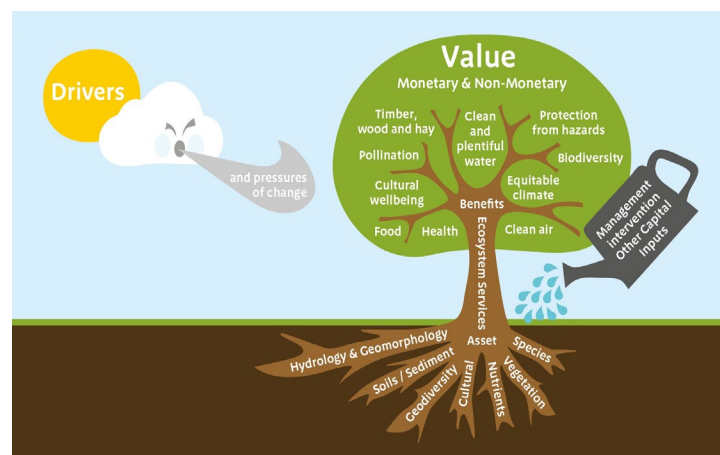 Drivers
and pressures
of change
Value
Monetary & Non-Monetary
Timber,
wood and hay
Clean
and
plentiful
water
Protection
from hazards
Pollination
Biodiversity
Cultural
wellbeing
Equitable
climate
Benefits
Food
Health
Clean air
Ecosystem Services
Management
intervention
Other Capital
Inputs
Asset
Hydrology & Geomorphology
Soils / Sediment
Geodiversity
Cultural
Nutrients
Vegetation
Species